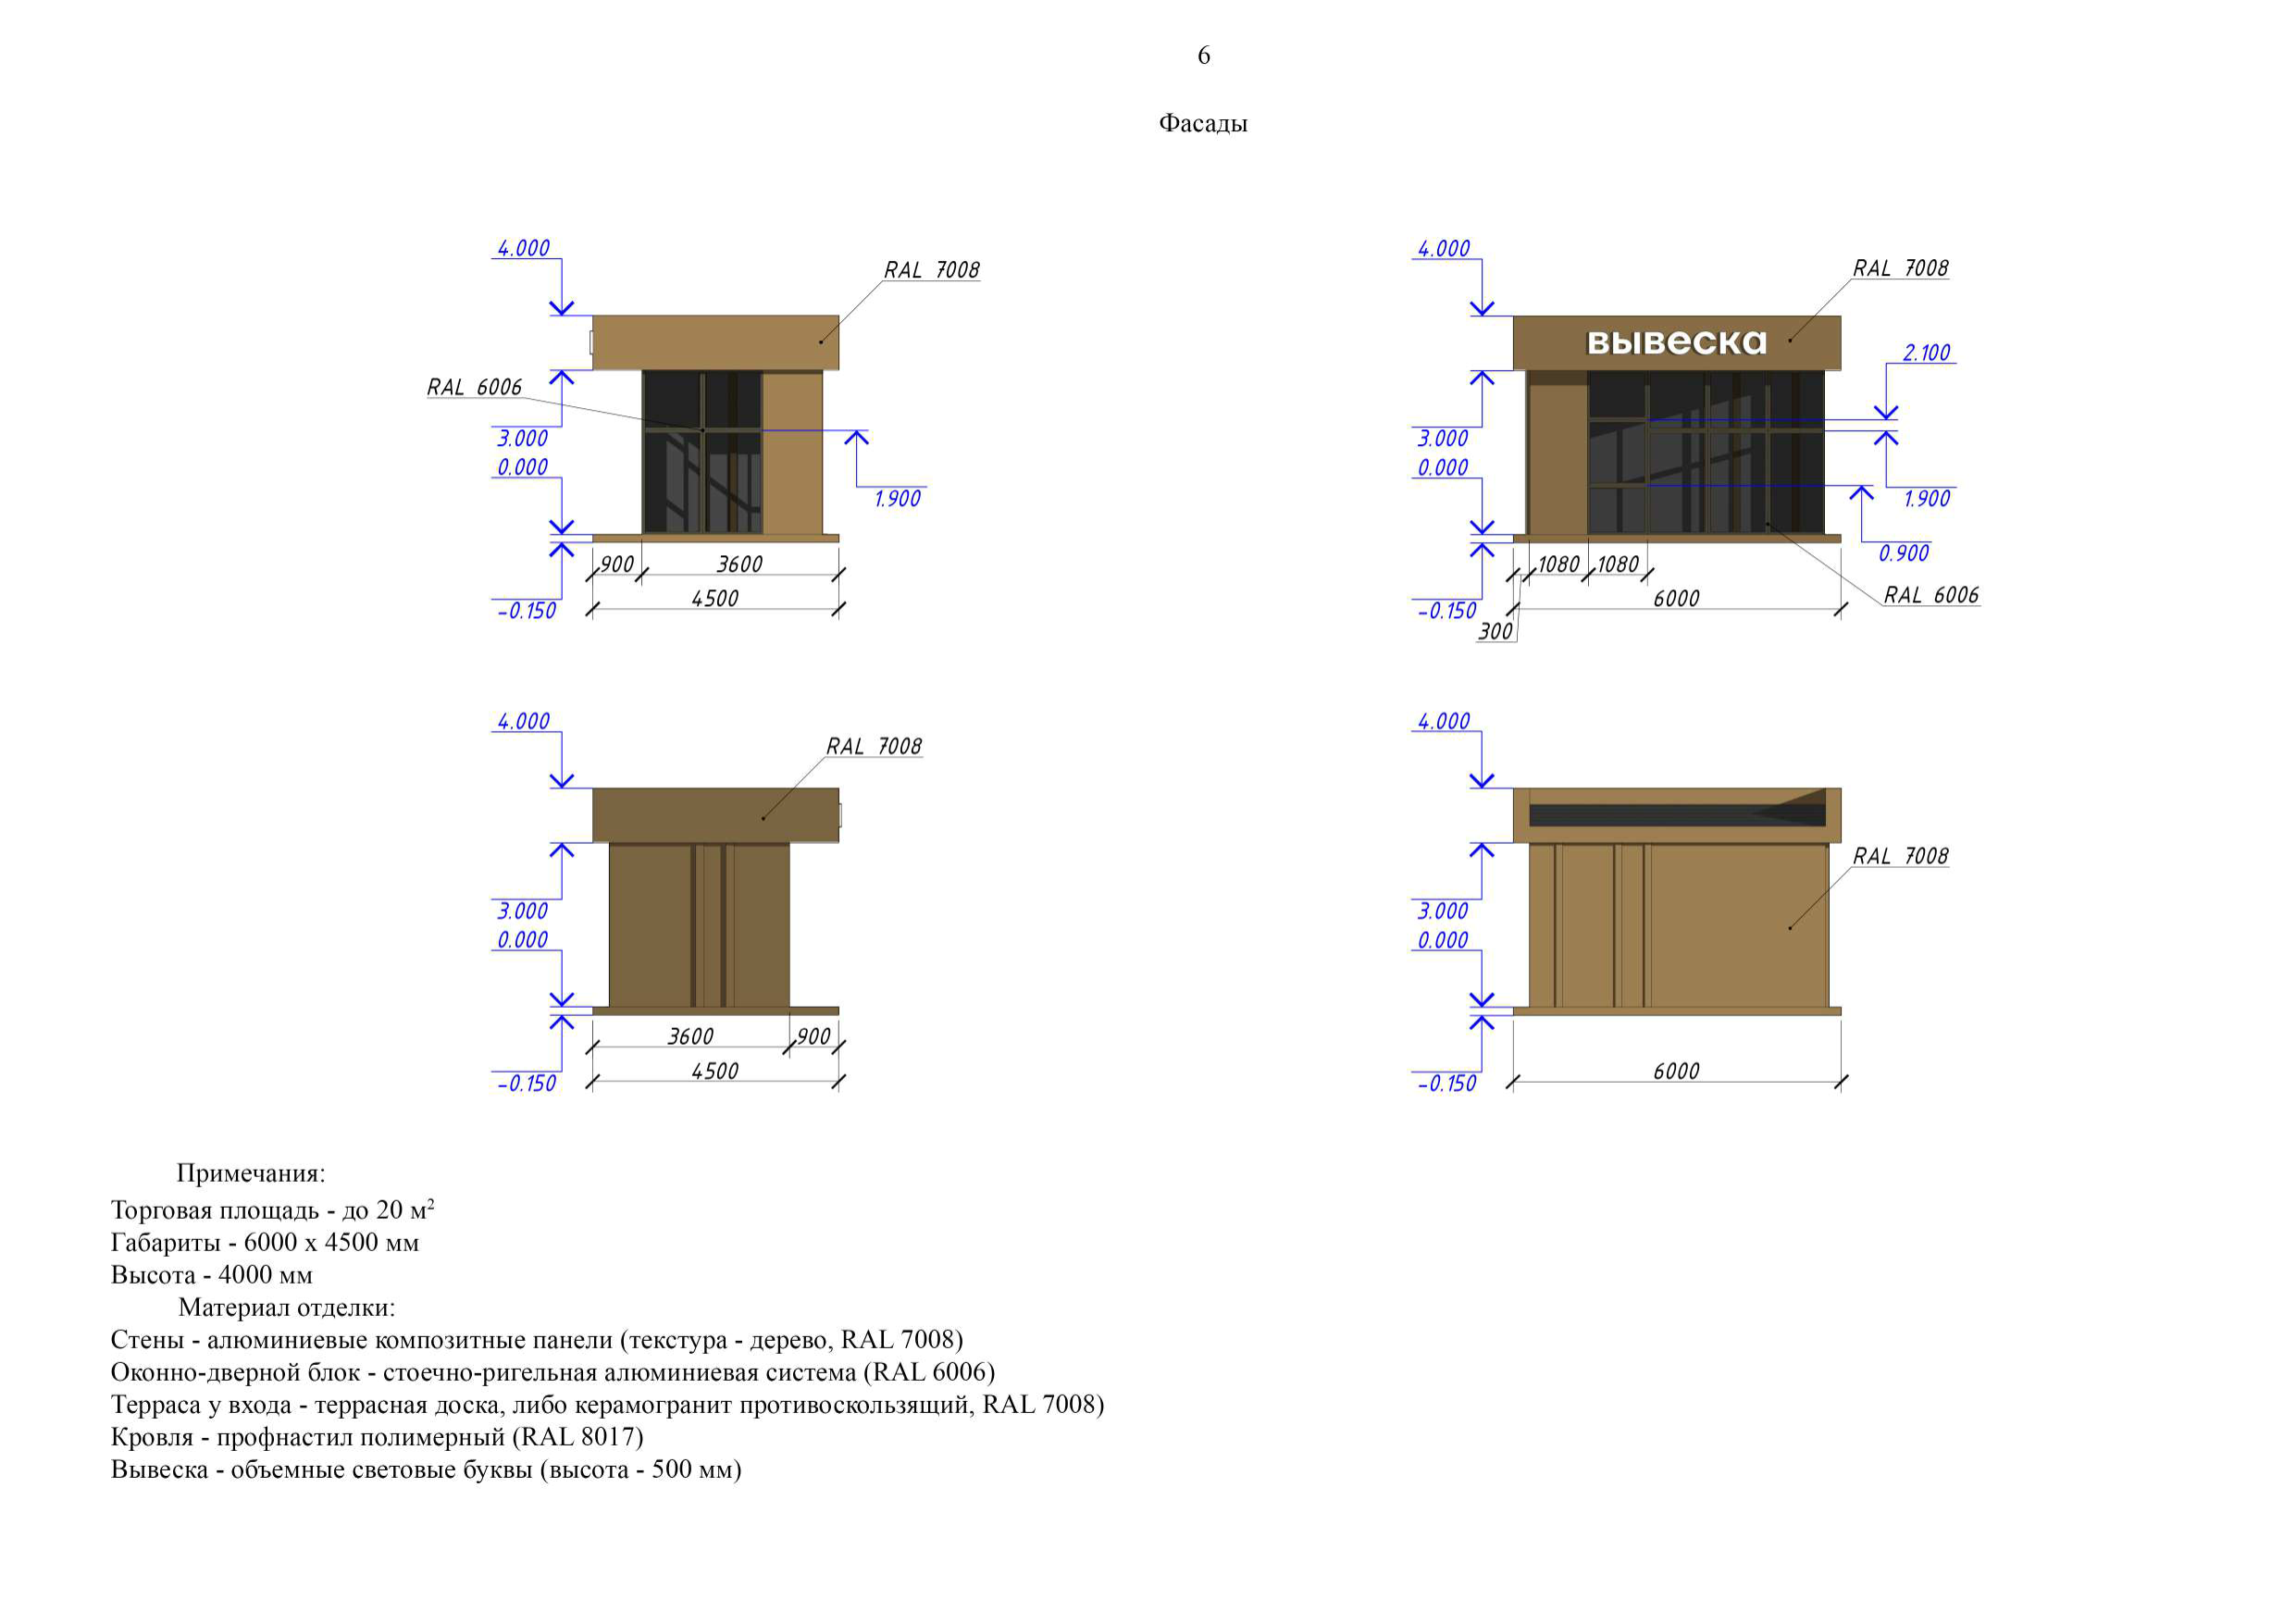 6
Фасады
4.000
RAL 7008
RAL 6006
3.000
0.000
1.900
900
3600
4500
-0.150
4.000
RAL 7008
вывеска
2.100
3.000
0.000
1.900
0.900
1080
1080
6000
RAL 6006
-0.150
300
4.000
RAL 7008
3.000
0.000
3600
900
4500
-0.150
4.000
RAL 7008
3.000
0.000
6000
-0.150
Примечания:
Торговая площадь - до 20 м²
Габариты - 6000 х 4500 мм
Высота - 4000 мм
Материал отделки:
Стены - алюминиевые композитные панели (текстура - дерево, RAL 7008)
Оконно-дверной блок - стоечно-ригельная алюминиевая система (RAL 6006)
Терраса у входа - террасная доска, либо керамогранит противоскользящий, RAL 7008)
Кровля - профнастил полимерный (RAL 8017)
Вывеска - объемные световые буквы (высота - 500 мм)